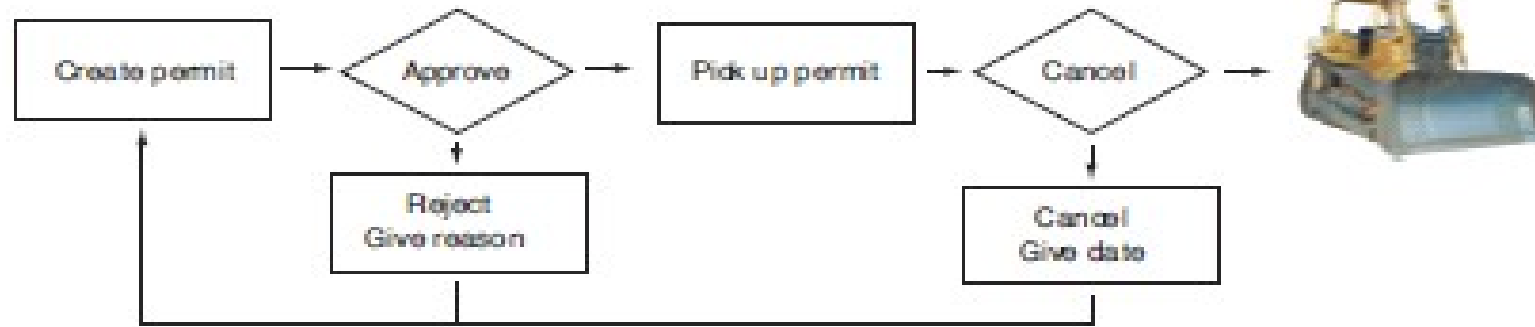 Create permit
Approve
Pick up permit
Cancel
Reject
Give reason
Cancel
Give date